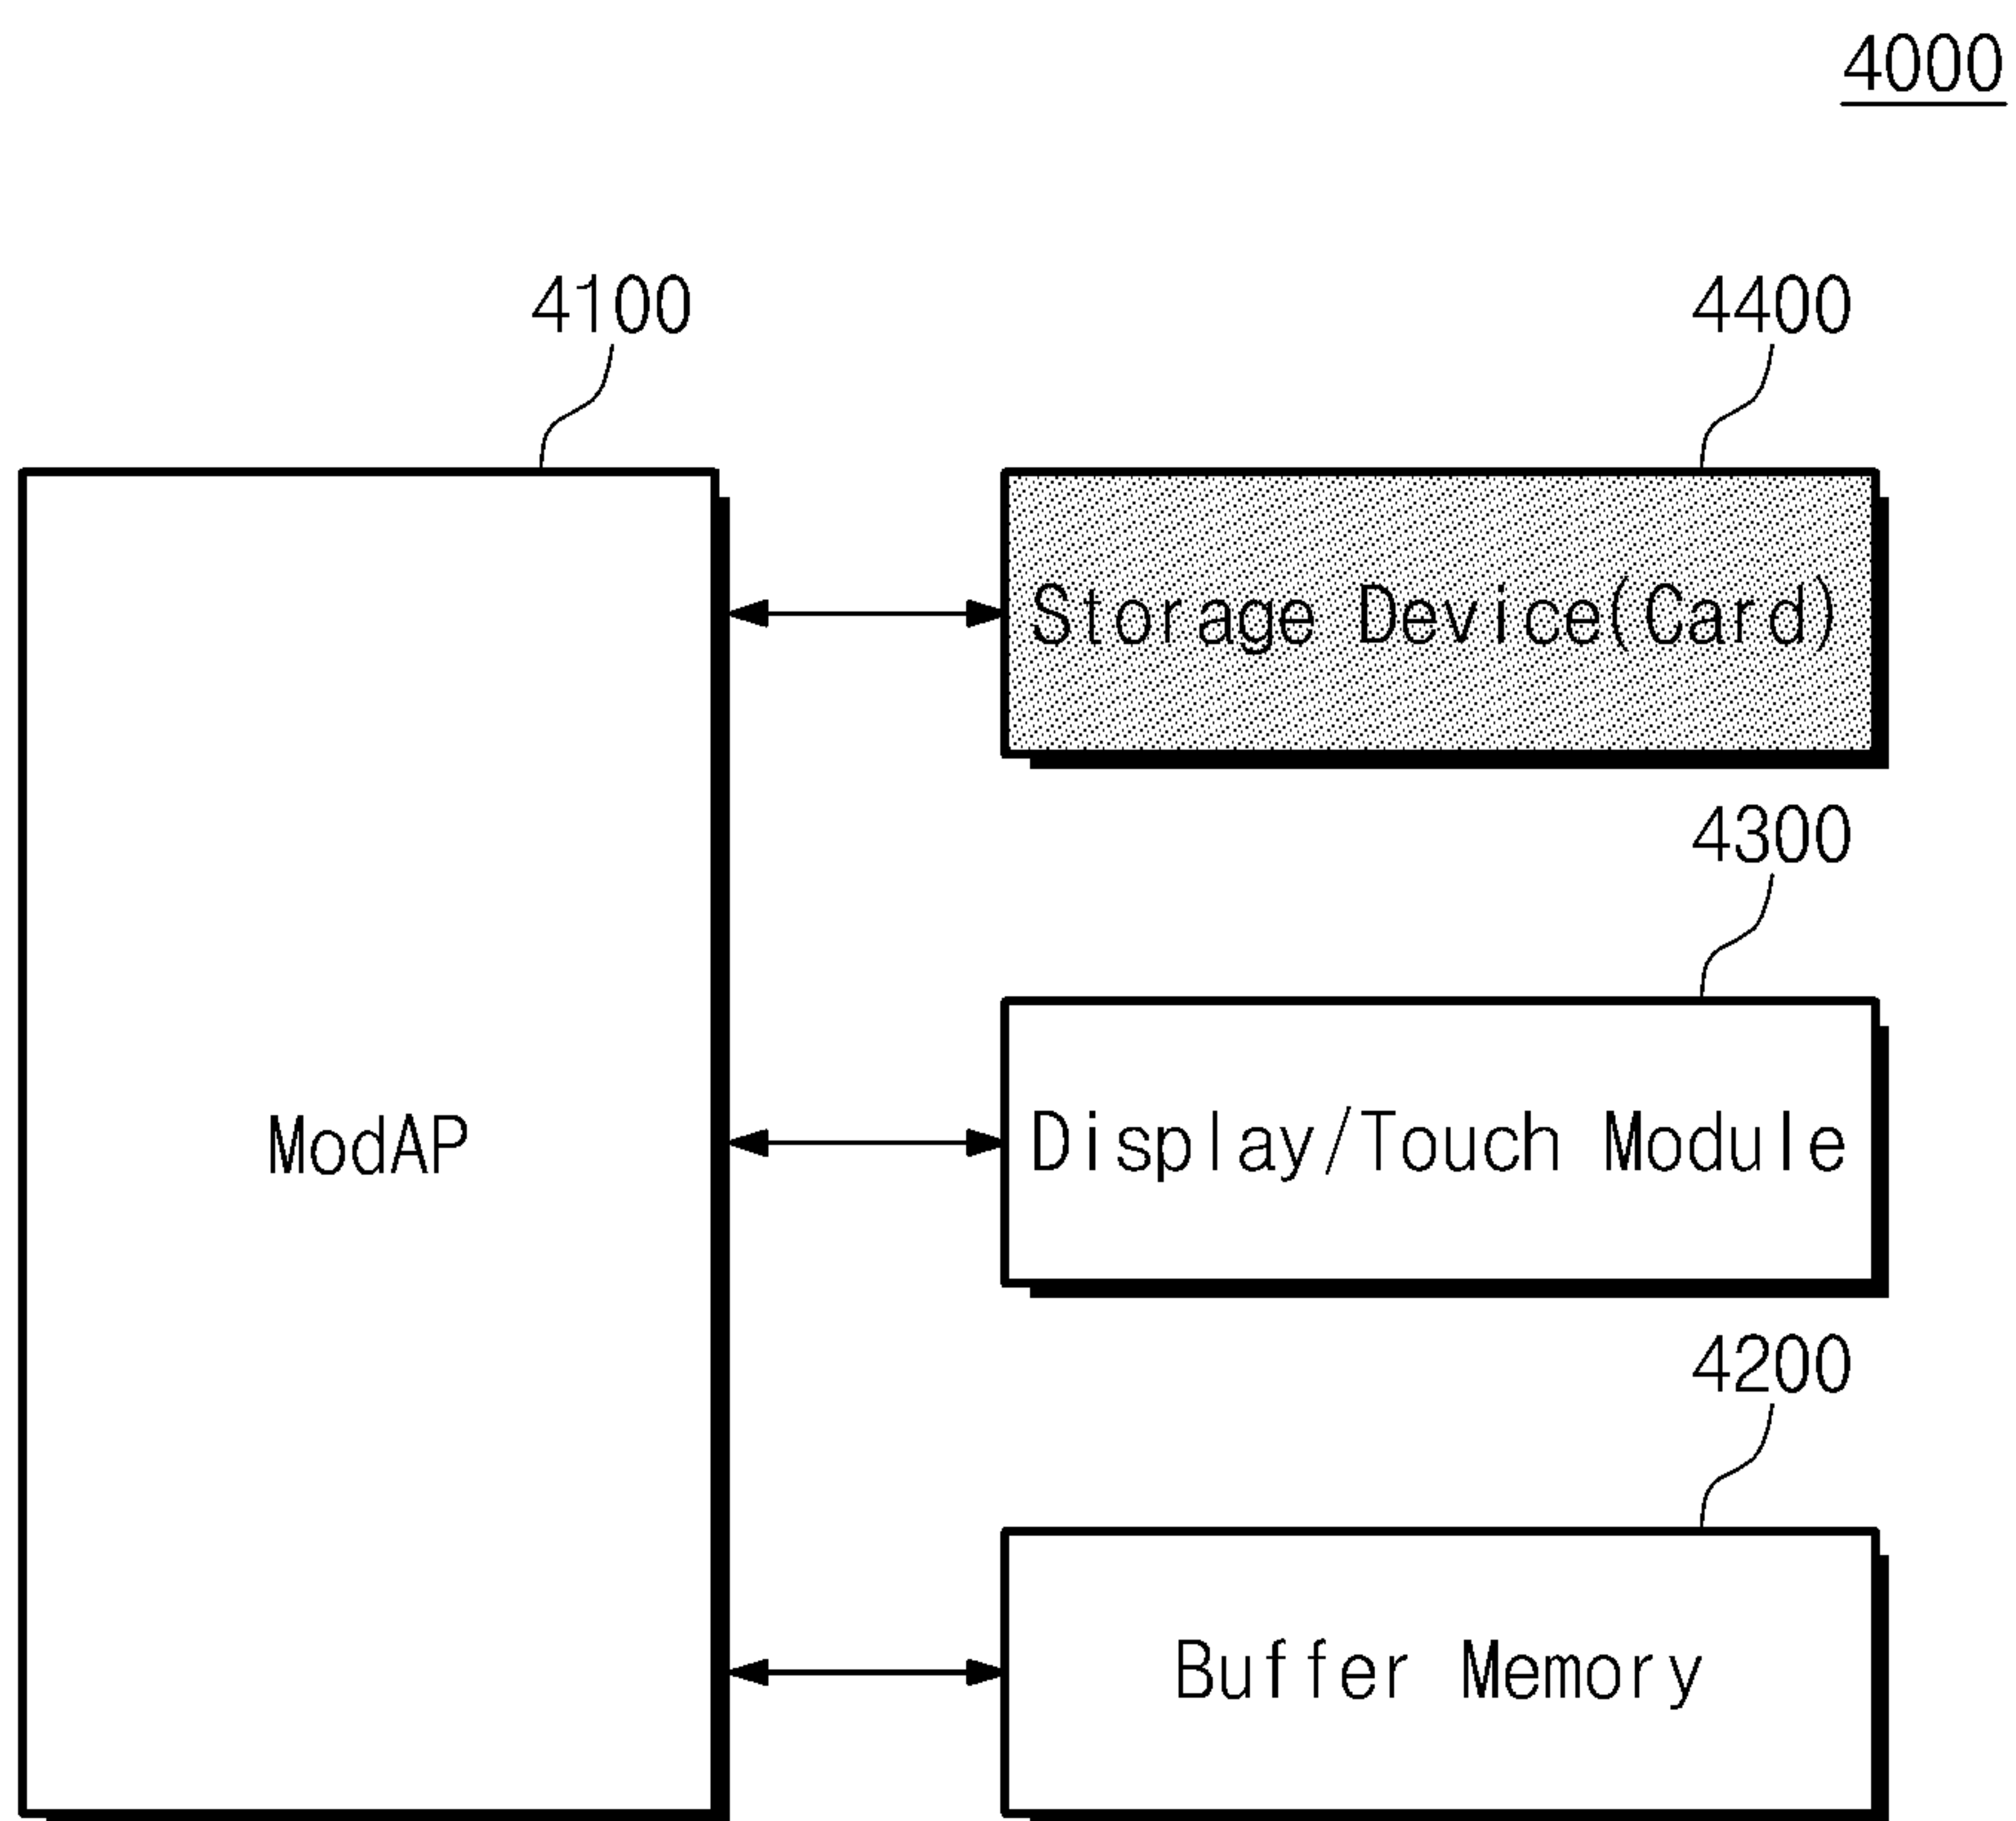 4000
4100
4400
Storage Device(Card)
4300
ModAP
Display/Touch Module
4200
Buffer Memory